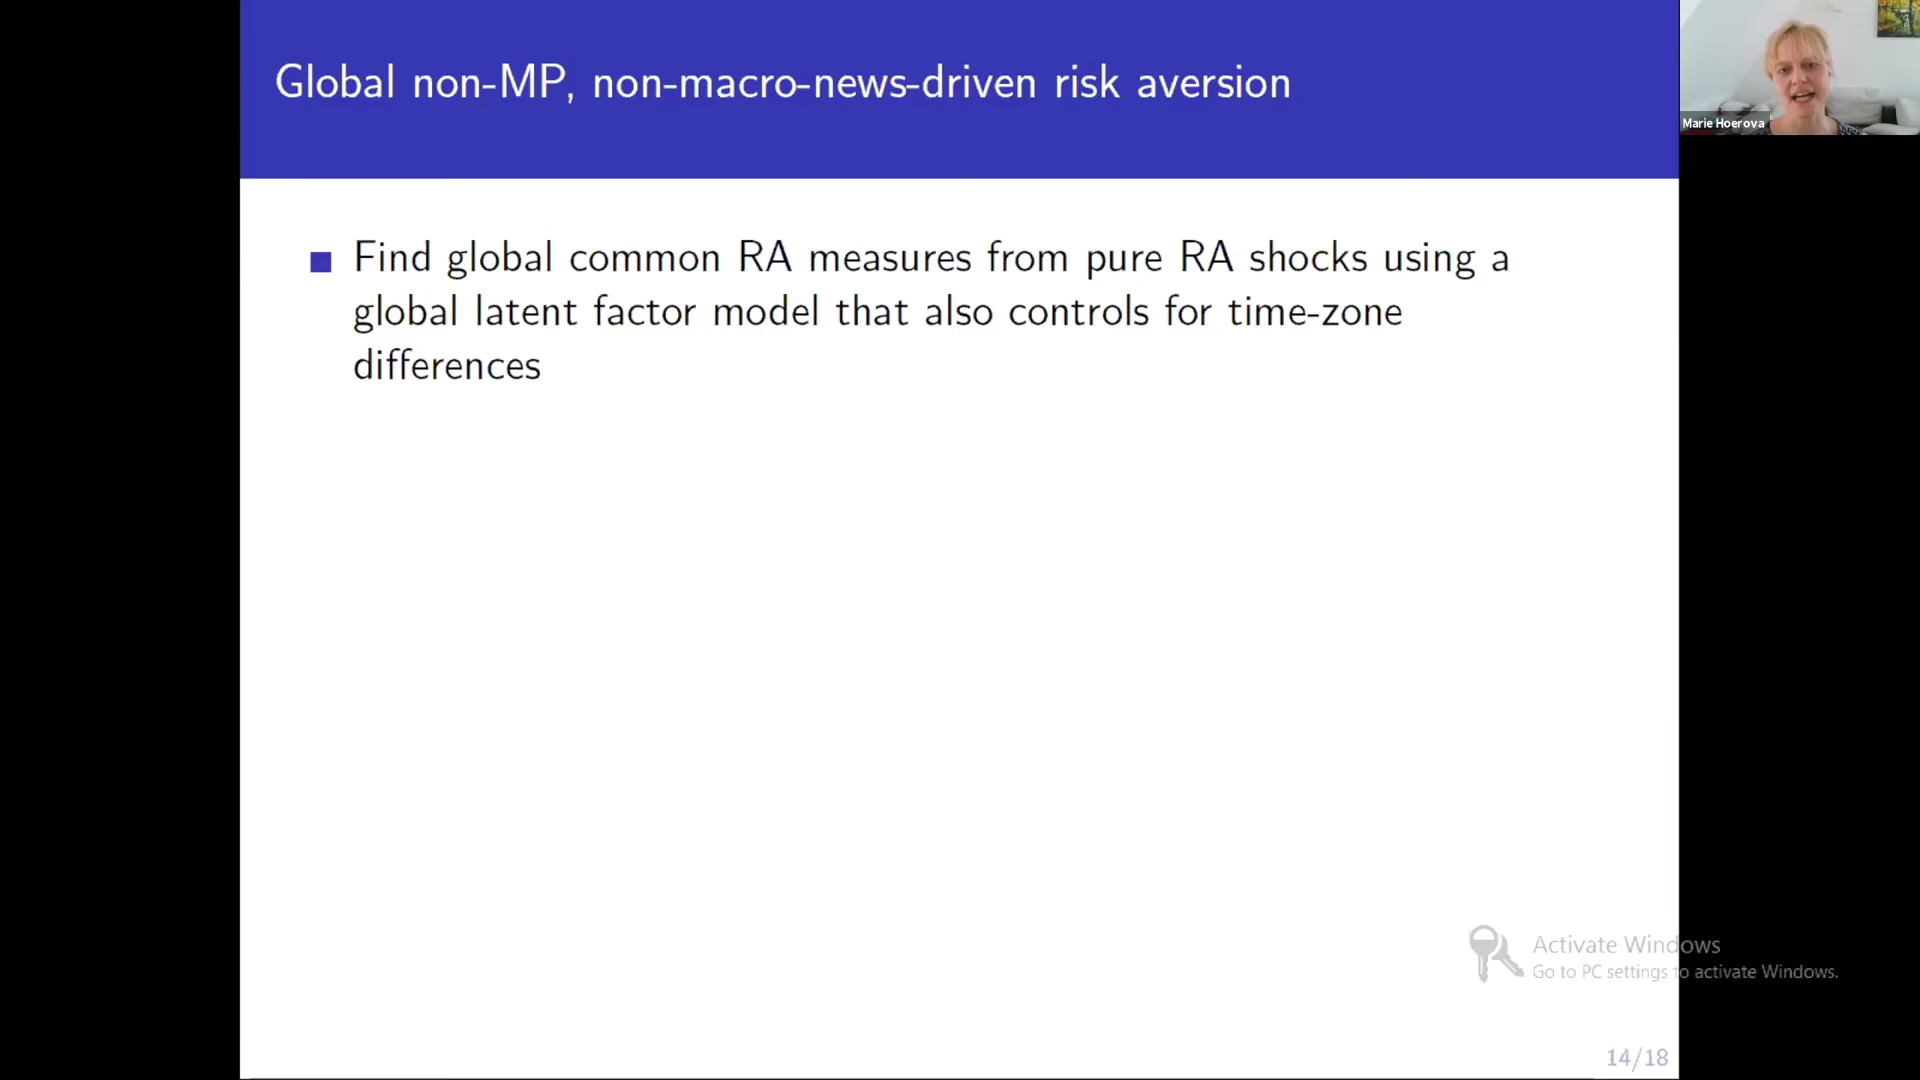 Global non-MP, non-macro-news-driven risk aversion
Marie Hoerova
Find global common RA measures from pure RA shocks using a
global latent factor model that also controls for time-zone
differences
Activate Windows
Go to PC settings to activate Windows.
14/18